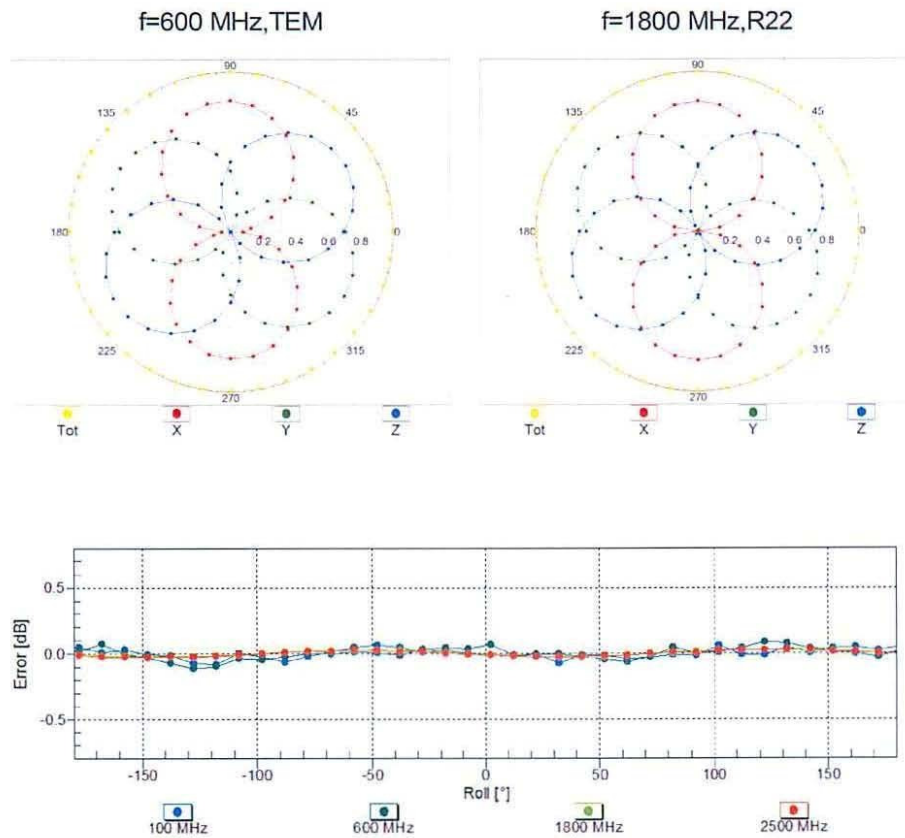 f=600 MHz,TEM
f=1800 MHz,R22
90
135
45
180
0.2 0.4 0.6 0.8
0
225
315
270
Tot
X
Y
Z
90
135
45
180
0.2 0.4 0.6 0.8
0
225
315
270
Tot
X
Y
Z
Error [dB]
0.5
0.0
-0.5
-150 -100 -50 0 50 100 150
Roll [°]
100 MHz
600 MHz
1800 MHz
2500 MHz